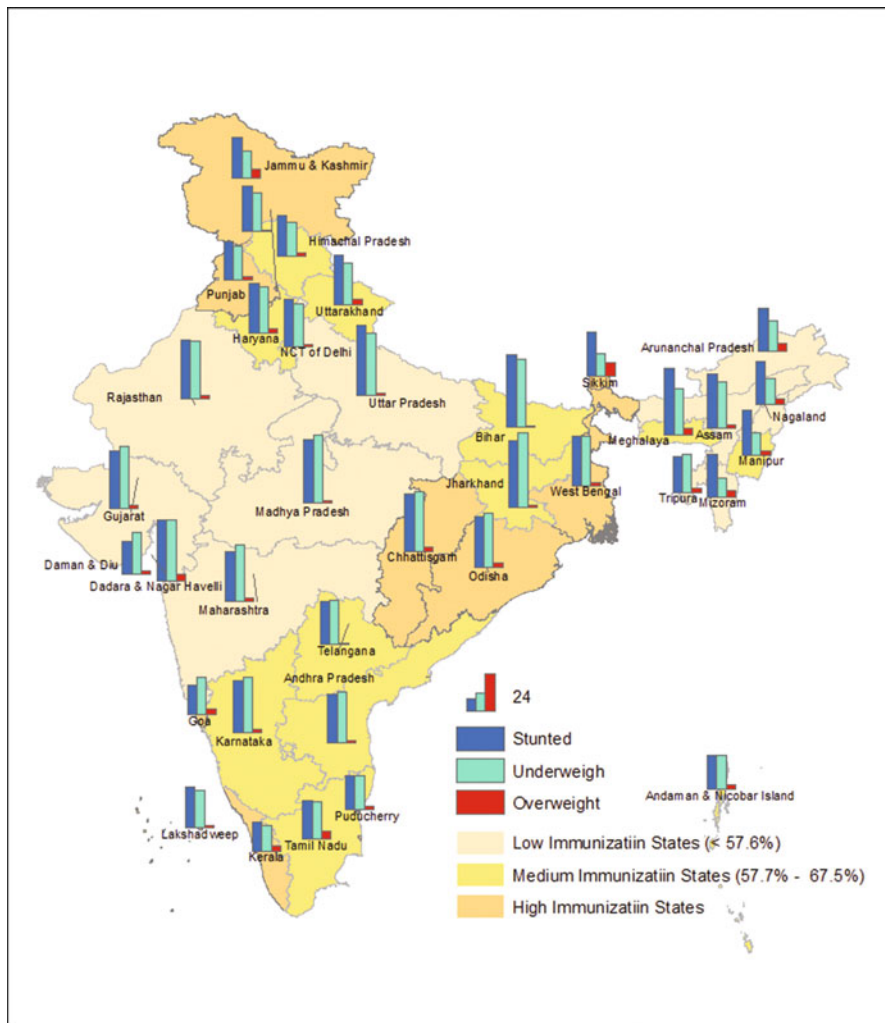 Jammu & Kashmir
Himachal Pradesh
Punjab
Uttarakhand
Haryana
NCT of Delhi
Arunanchal Pradesh
Rajasthan
Uttar Pradesh
Sikkim
Nagaland
Bihar
Meghalaya
Assam
Manipur
Jharkhand
West Bengal
Tripura
Mizoram
Gujarat
Madhya Pradesh
Chhattisgarh
Odisha
Daman & Diu
Dadara & Nagar Havelli
Maharashtra
Telangana
Andhra Pradesh
24
Goa
Karnataka
Stunted
Underweigh
Overweight
Andaman & Nicobar Island
Puducherry
Lakshadweep
Tamil Nadu
Kerala
Low Immunizatiin States (< 57.6%)
Medium Immunizatiin States (57.7% - 67.5%)
High Immunizatiin States